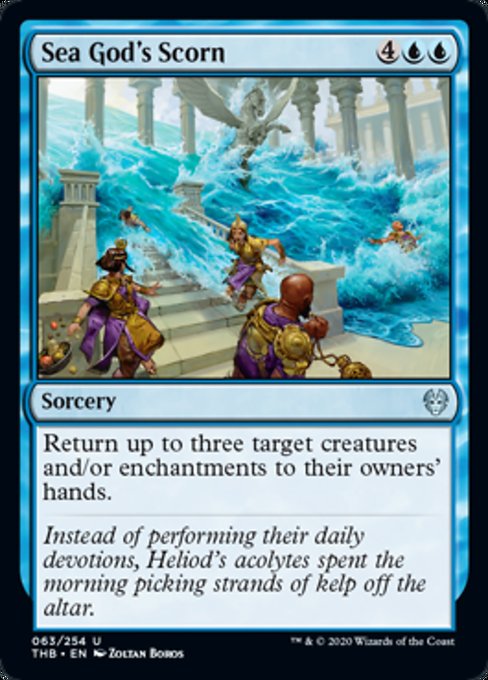 Sea God's Scorn 4
Sorcery
Return up to three target creatures
and/or enchantments to their owners'
hands.
Instead of performing their daily
devotions, Heliod's acolytes spent the
morning picking strands of kelp off the
altar.
063/254 U
THB • EN Zoltan Boros
™ & © 2020 Wizards of the Coast